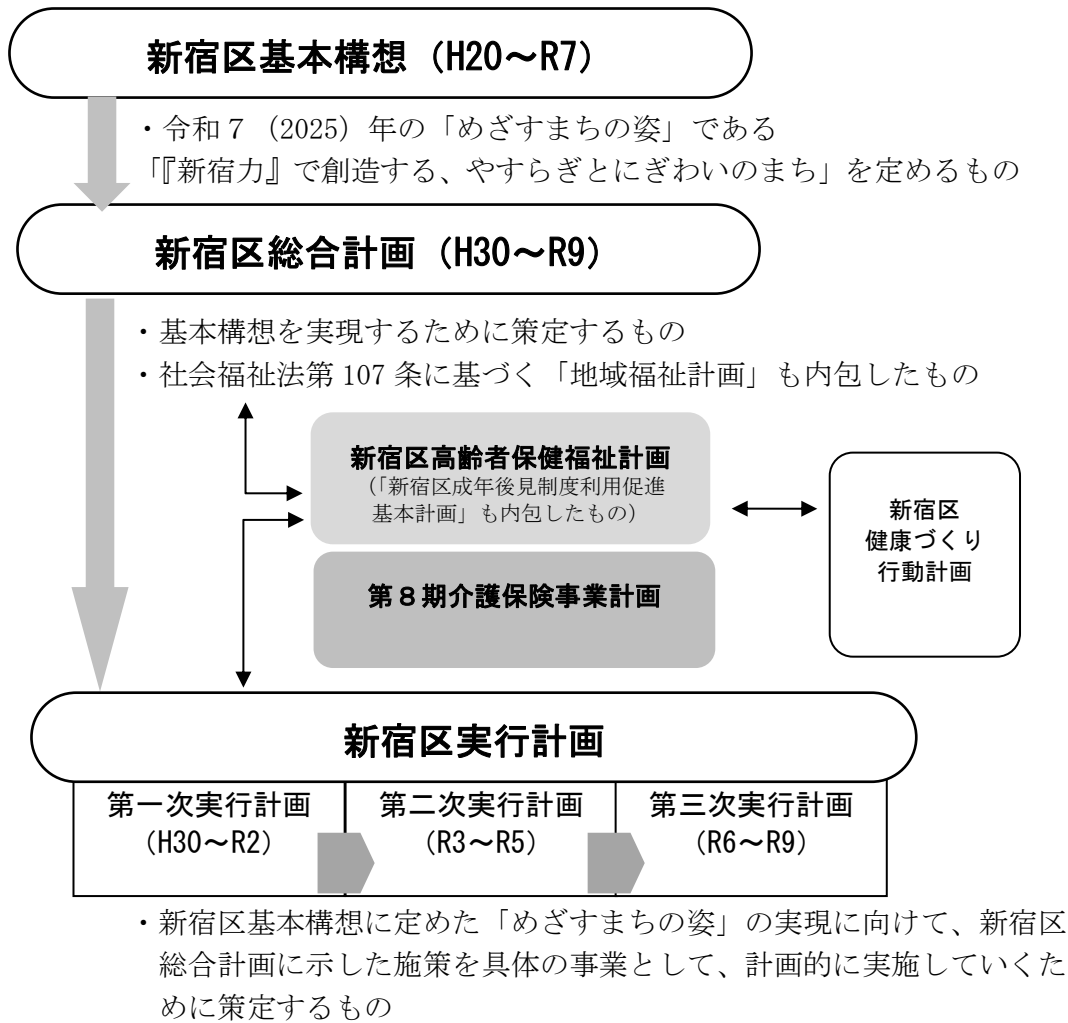 新宿区基本構想（H20～R7）
・令和７（2025）年の「めざすまちの姿」である
「『新宿力』で創造する、やすらぎとにぎわいのまち」を定めるもの
新宿区総合計画（H30～R9）
・基本構想を実現するために策定するもの
・社会福祉法第 107 条に基づく「地域福祉計画」も内包したもの
新宿区高齢者保健福祉計画
（「新宿区成年後見制度利用促進
基本計画」も内包したもの）
第８期介護保険事業計画
新宿区
健康づくり
行動計画
新宿区実行計画
第一次実行計画
（H30～R2）
第二次実行計画
（R3～R5）
第三次実行計画
（R6～R9）
・新宿区基本構想に定めた「めざすまちの姿」の実現に向けて、新宿区
総合計画に示した施策を具体の事業として、計画的に実施していくた
めに策定するもの